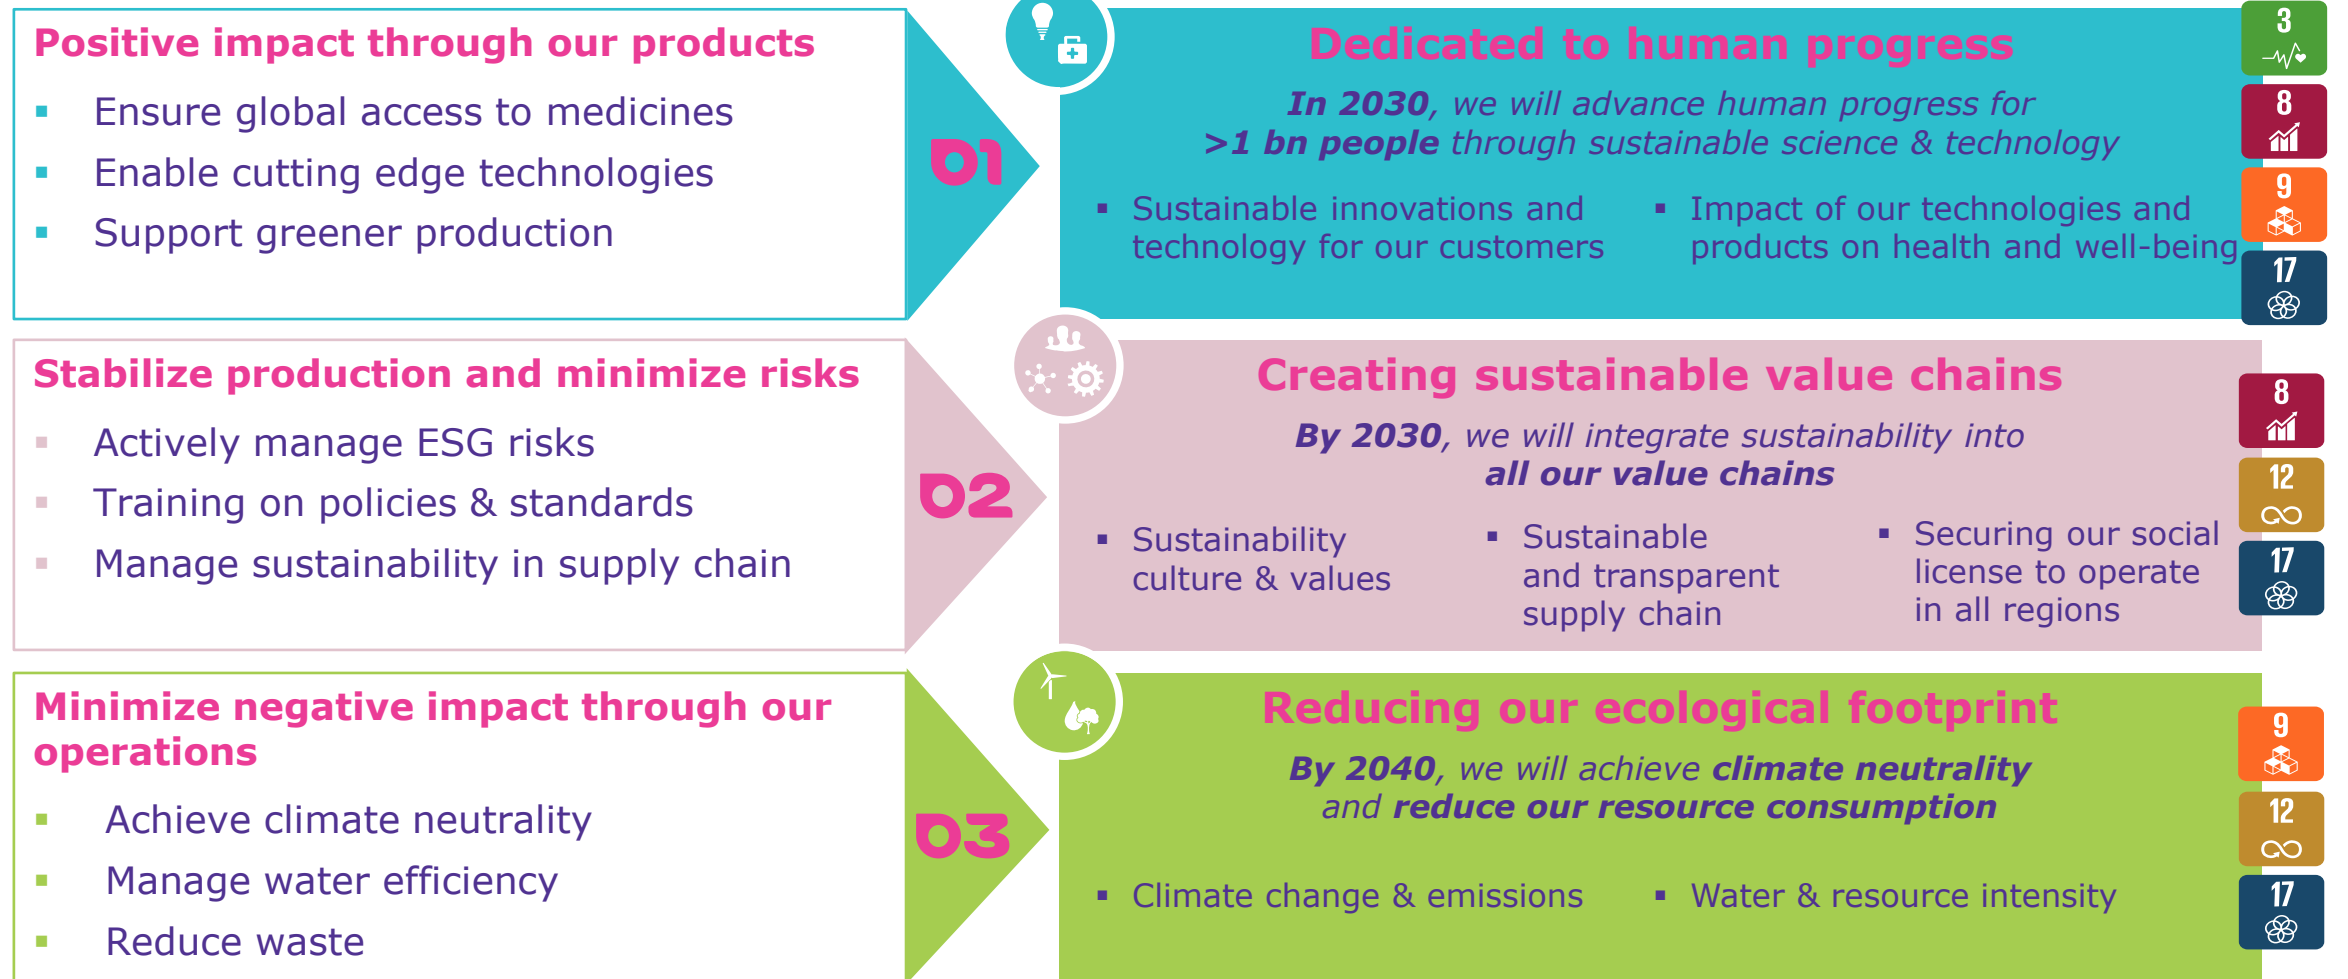 Positive impact through our products
▪ Ensure global access to medicines
▪ Enable cutting edge technologies
▪ Support greener production
01
Dedicated to human progress
In 2030, we will advance human progress for
>1 bn people through sustainable science & technology
▪ Sustainable innovations and
technology for our customers
▪ Impact of our technologies and
products on health and well-being
3
8
9
17
Stabilize production and minimize risks
▪ Actively manage ESG risks
▪ Training on policies & standards
▪ Manage sustainability in supply chain
02
Creating sustainable value chains
By 2030, we will integrate sustainability into
all our value chains
▪ Sustainability
culture & values
▪ Sustainable
and transparent
supply chain
▪ Securing our social
license to operate
in all regions
8
12
17
Minimize negative impact through our
operations
▪ Achieve climate neutrality
▪ Manage water efficiency
▪ Reduce waste
03
Reducing our ecological footprint
By 2040, we will achieve climate neutrality
and reduce our resource consumption
▪ Climate change & emissions
▪ Water & resource intensity
9
12
17